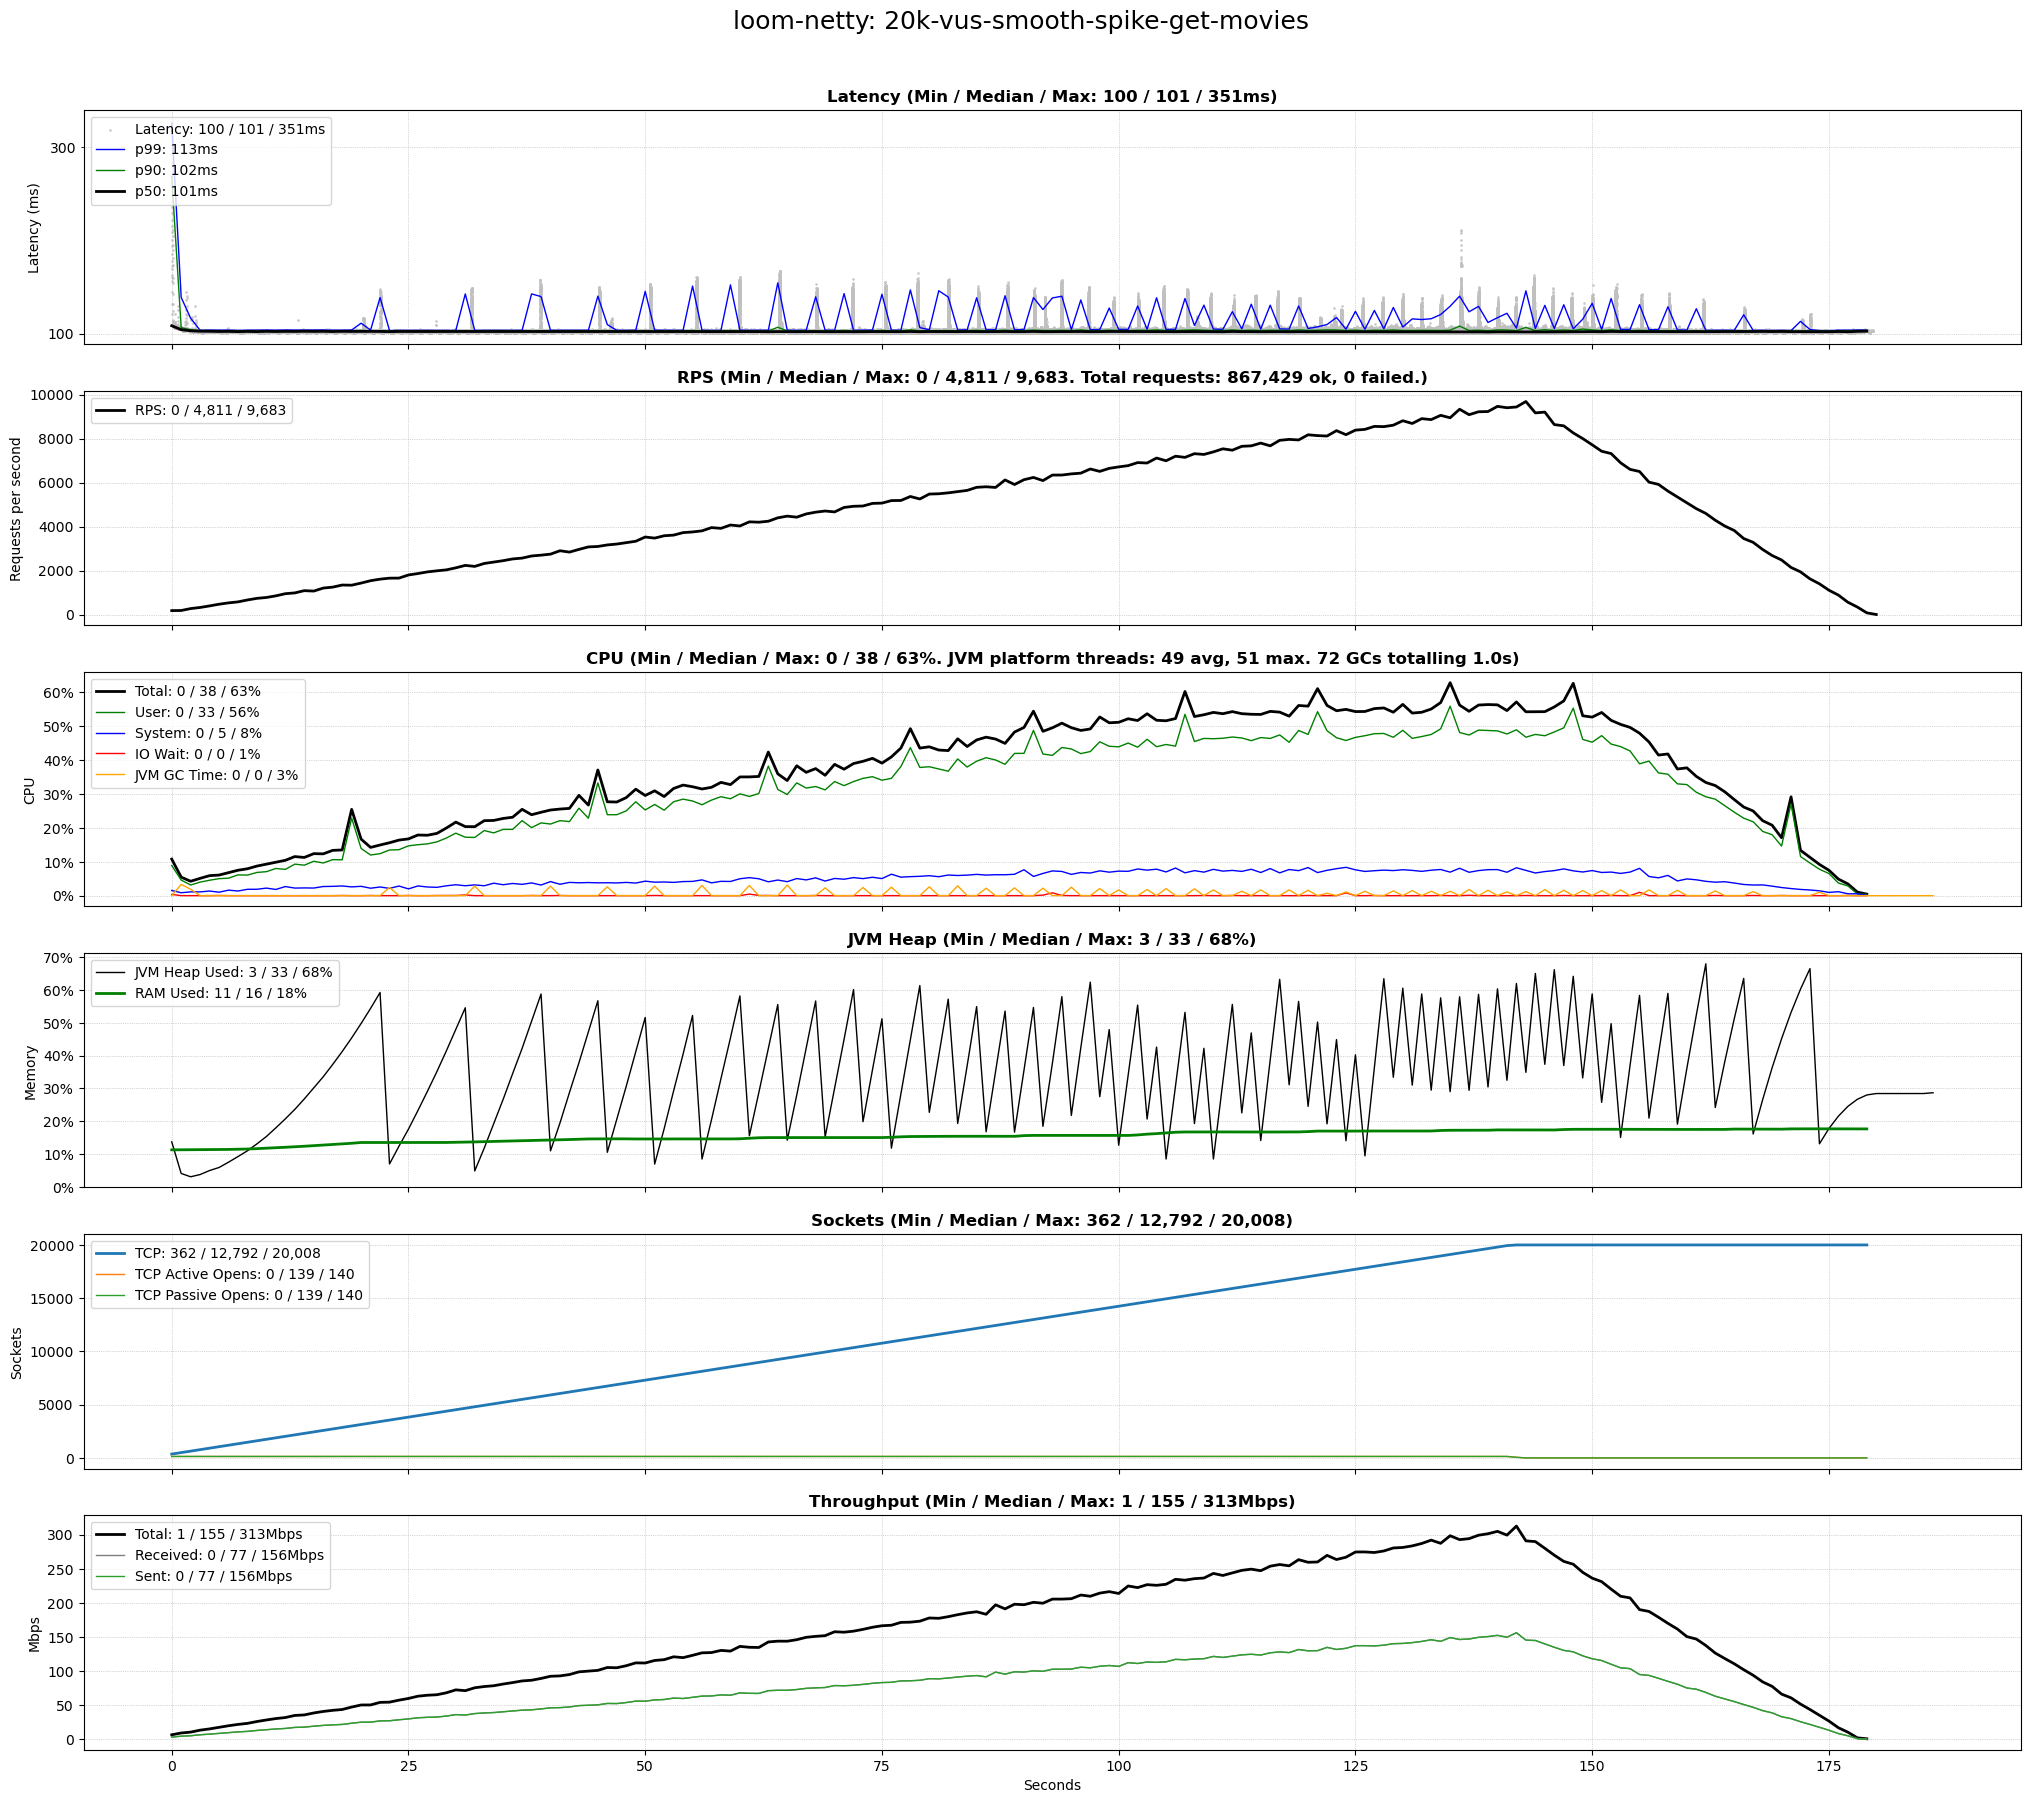 loom-netty: 20k-vus-smooth-spike-get-movies
Latency (Min / Median / Max: 100 / 101 / 351ms)
Latency: 100 / 101 / 351ms
p99: 113ms
p90: 102ms
p50: 101ms
Latency (ms)
300
100
RPS (Min / Median / Max: 0 / 4,811 / 9,683. Total requests: 867,429 ok, 0 failed.)
RPS: 0 / 4,811 / 9,683
Requests per second
10000
8000
6000
4000
2000
0
CPU (Min / Median / Max: 0 / 38 / 63%. JVM platform threads: 49 avg, 51 max. 72 GCs totalling 1.0s)
Total: 0 / 38 / 63%
User: 0 / 33 / 56%
System: 0 / 5 / 8%
IO Wait: 0 / 0 / 1%
JVM GC Time: 0 / 0 / 3%
CPU
60%
50%
40%
30%
20%
10%
0%
JVM Heap (Min / Median / Max: 3 / 33 / 68%)
JVM Heap Used: 3 / 33 / 68%
RAM Used: 11 / 16 / 18%
Memory
70%
60%
50%
40%
30%
20%
10%
0%
Sockets (Min / Median / Max: 362 / 12,792 / 20,008)
TCP: 362 / 12,792 / 20,008
TCP Active Opens: 0 / 139 / 140
TCP Passive Opens: 0 / 139 / 140
Sockets
20000
15000
10000
5000
0
Throughput (Min / Median / Max: 1 / 155 / 313Mbps)
Total: 1 / 155 / 313Mbps
Received: 0 / 77 / 156Mbps
Sent: 0 / 77 / 156Mbps
Mbps
300
250
200
150
100
50
0
0 25 50 75 100 125 150 175
Seconds